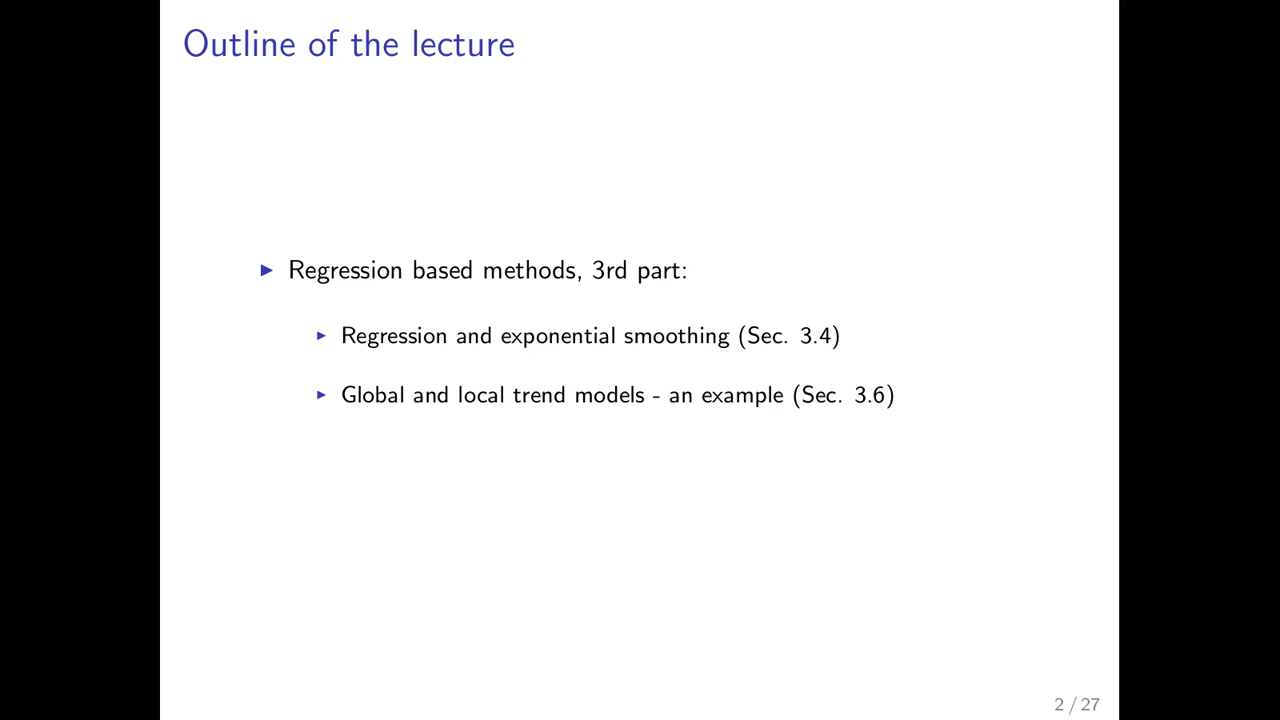 Outline of the lecture
Regression based methods, 3rd part:
Regression and exponential smoothing (Sec. 3.4)
Global and local trend models - an example (Sec. 3.6)
2 / 27